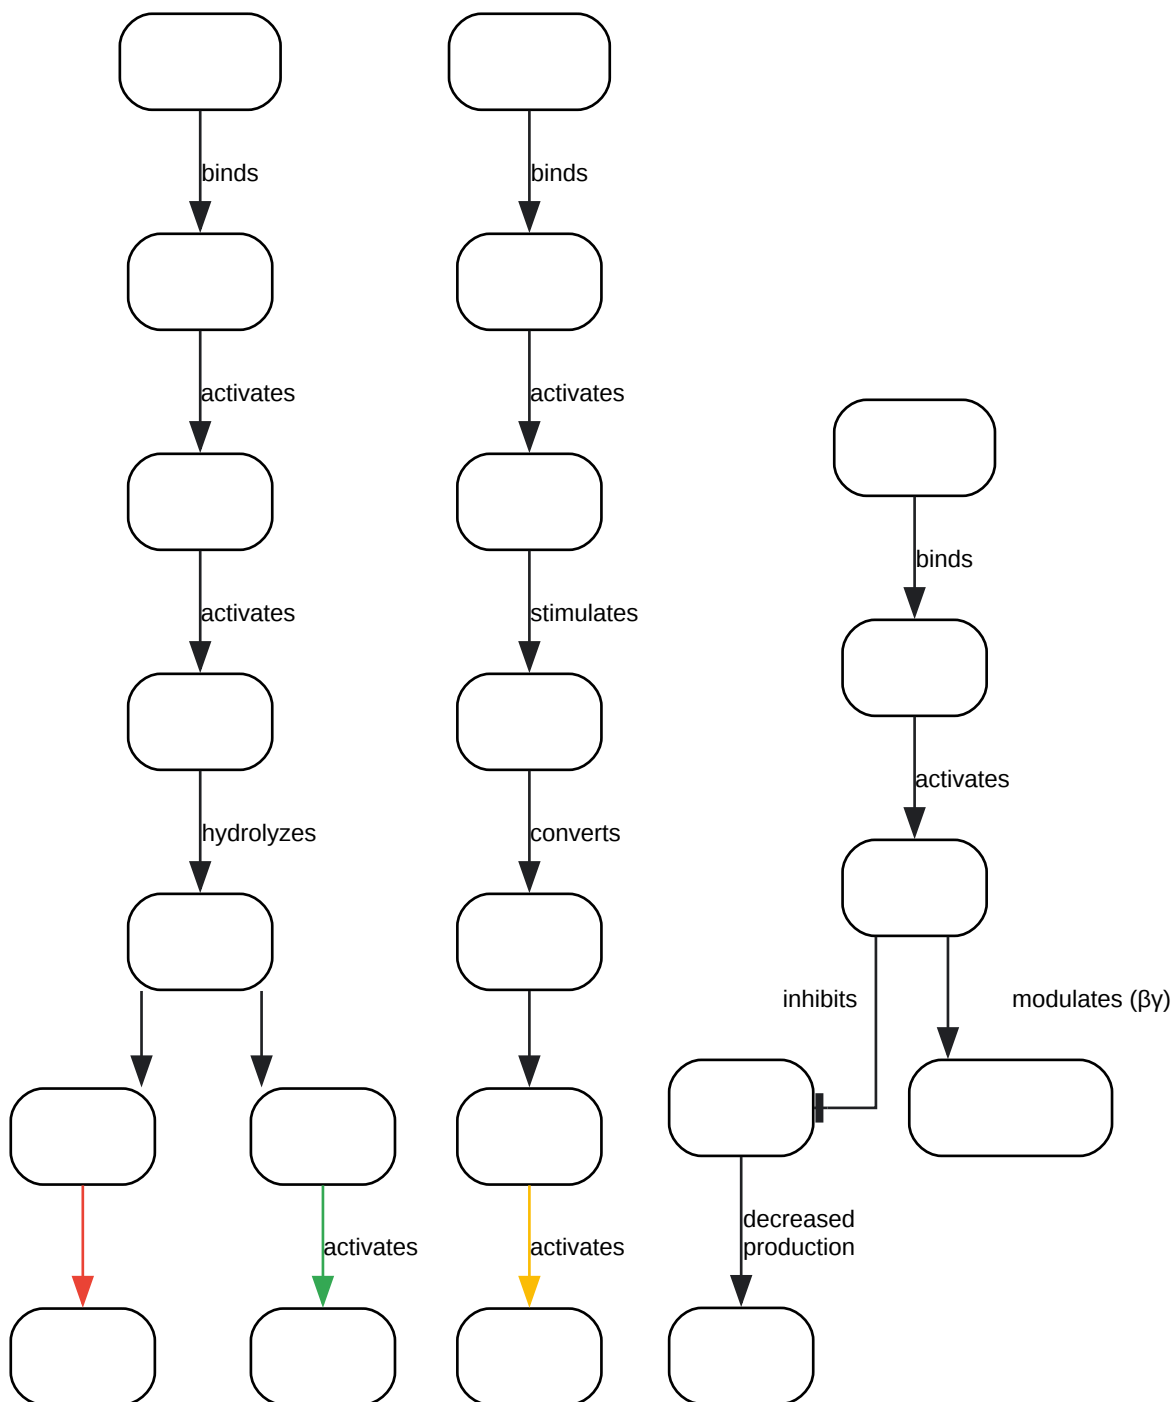 binds
binds
activates
activates
binds
activates
stimulates
activates
hydrolyzes
converts
inhibits
modulates (βγ)
decreased
production
activates
activates